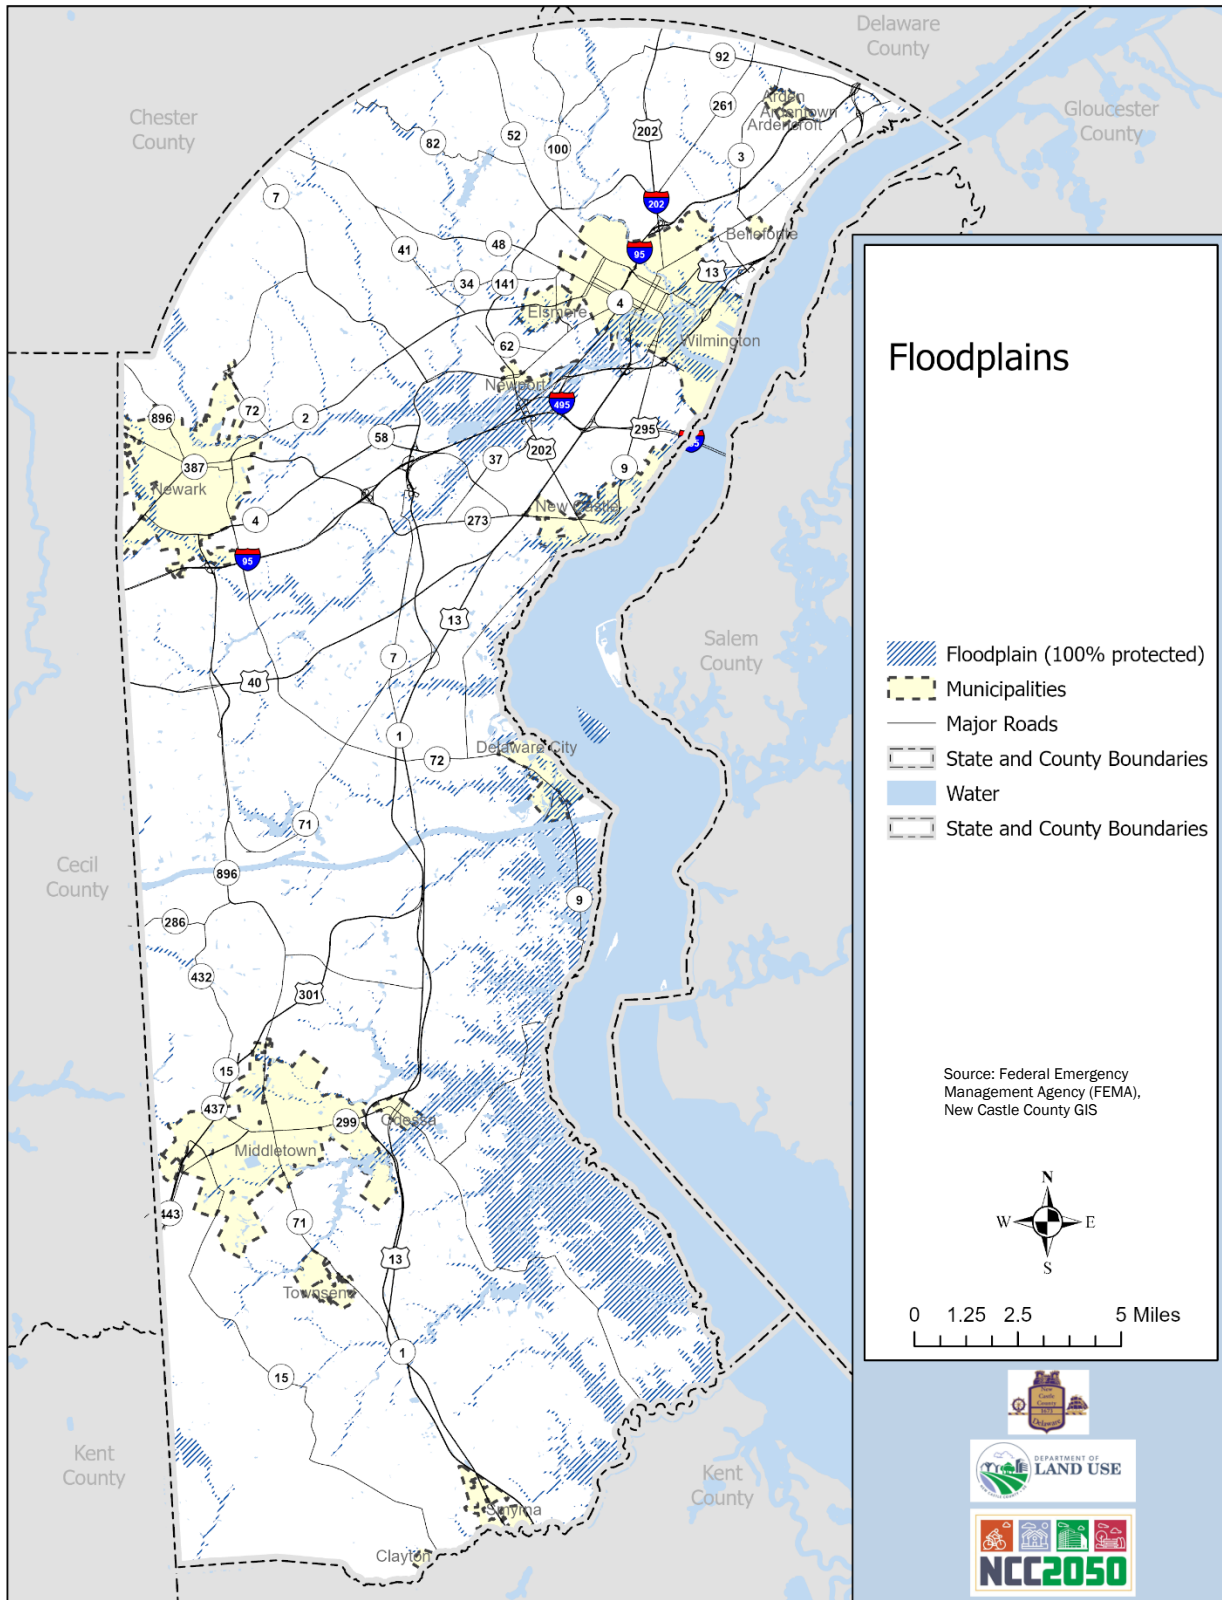 Delaware
County
Chester
County
Gloucester
County
92
Arden
Ardentown
Ardencroft
261
202
52
100
82
3
7
202
Bellefonte
41
48
95
13
34
141
4
Elsmere
Wilmington
62
Newport
495
896
72
2
58
295
202
387
37
9
Newark
New Castle
4
273
95
13
Salem
County
7
40
1
Delaware City
72
71
Cecil
County
896
9
286
432
301
15
437
299
Odessa
Middletown
443
71
13
Townsend
1
15
Kent
County
Kent
County
Smyrna
Clayton
Floodplains
Floodplain (100% protected)
Municipalities
Major Roads
State and County Boundaries
Water
State and County Boundaries
Source: Federal Emergency
Management Agency (FEMA),
New Castle County GIS
N
W E
S
0 1.25 2.5 5 Miles
New
Castle
County
Delaware
DEPARTMENT OF
LAND USE
NCC2050